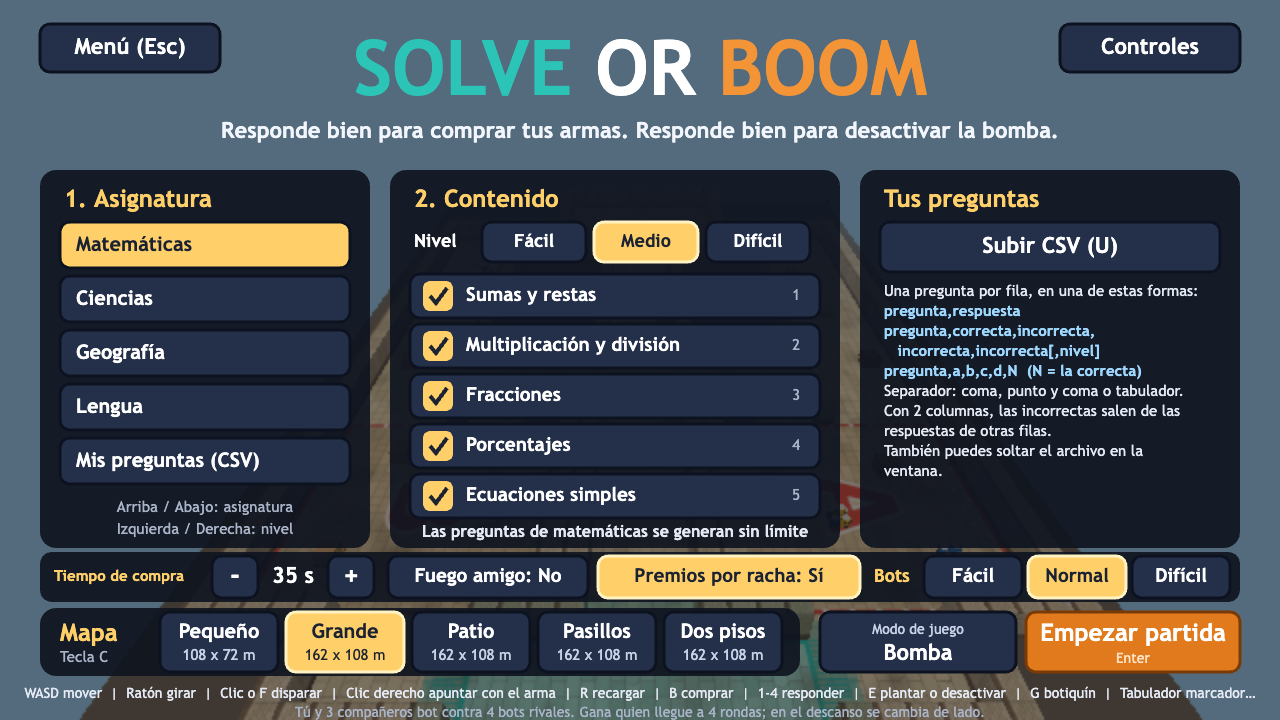 Menú (Esc)
SOLVE OR BOOM
Controles
Responde bien para comprar tus armas. Responde bien para desactivar la bomba.
1. Asignatura
Matemáticas
Ciencias
Geografía
Lengua
Mis preguntas (CSV)
Arriba / Abajo: asignatura
Izquierda / Derecha: nivel
2. Contenido
Nivel Fácil Medio Difícil
Sumas y restas 1
Multiplicación y división 2
Fracciones 3
Porcentajes 4
Ecuaciones simples 5
Las preguntas de matemáticas se generan sin límite
Tus preguntas
Subir CSV (U)
Una pregunta por fila, en una de estas formas:
pregunta,respuesta
pregunta,correcta,incorrecta,
incorrecta,incorrecta[,nivel]
pregunta,a,b,c,d,N (N = la correcta)
Separador: coma, punto y coma o tabulador.
Con 2 columnas, las incorrectas salen de las
respuestas de otras filas.
También puedes soltar el archivo en la
ventana.
Tiempo de compra - 35 s + Fuego amigo: No Premios por racha: Sí Bots Fácil Normal Difícil
Mapa
Tecla C
Pequeño
108 x 72 m
Grande
162 x 108 m
Patio
162 x 108 m
Pasillos
162 x 108 m
Dos pisos
162 x 108 m
Modo de juego
Bomba
Empezar partida
Enter
WASD mover | Ratón girar | Clic o F disparar | Clic derecho apuntar con el arma | R recargar | B comprar | 1-4 responder | E plantar o desactivar | G botiquín | Tabulador marcador...
Tú y 3 compañeros bot contra 4 bots rivales. Gana quien llegue a 4 rondas; en el descanso se cambia de lado.